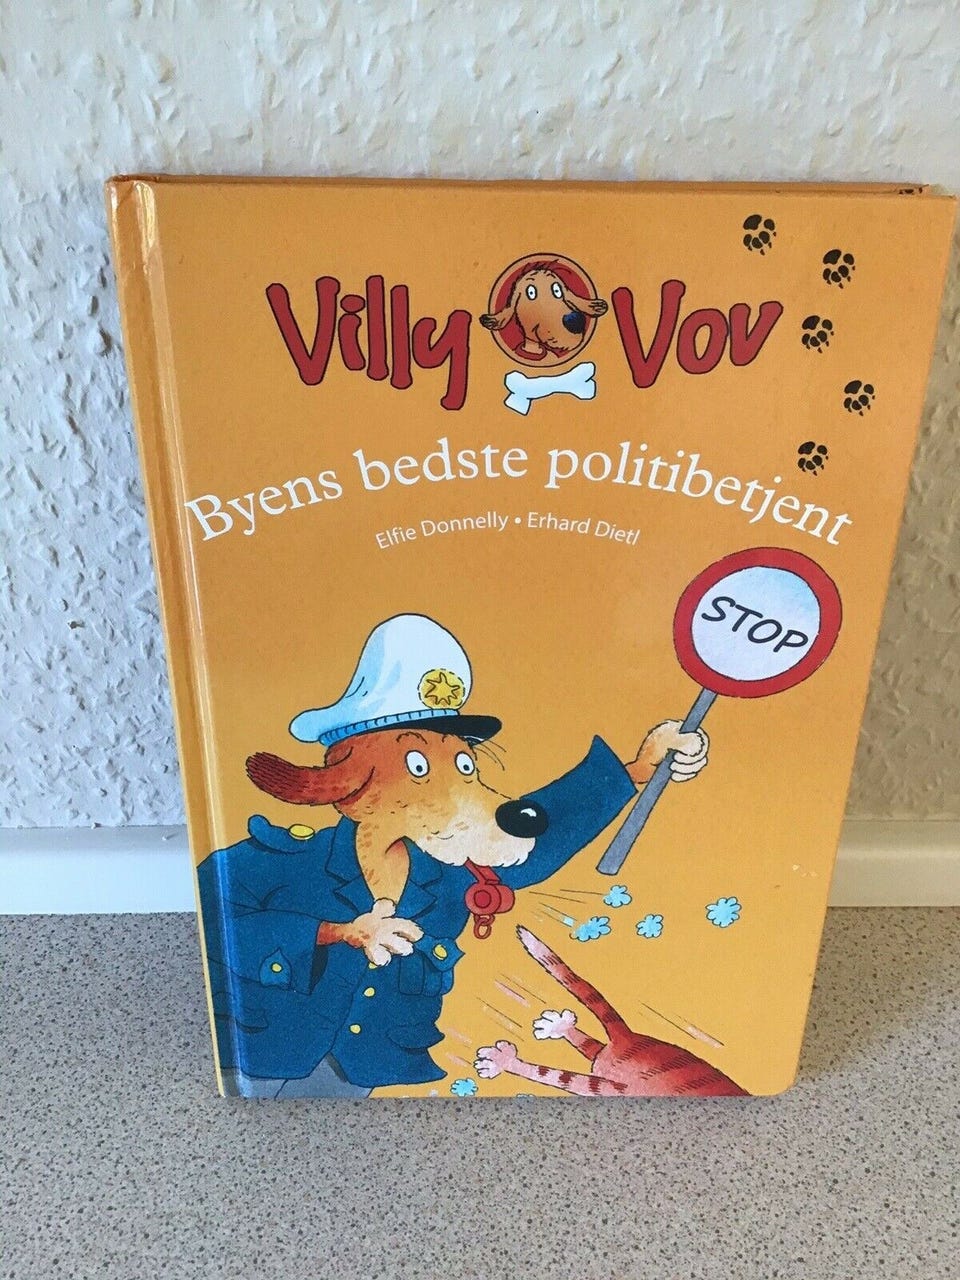 Villy Vov
Byens bedste politibetjent
Elfie Donnelly • Erhard Dietl
STOP